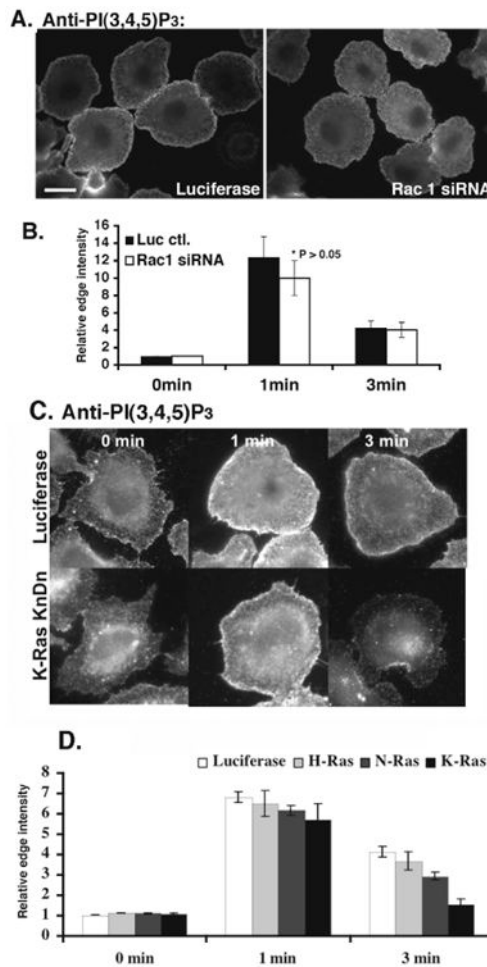 A. Anti-PI(3,4,5)P3:
Luciferase
Rac 1 siRNA
B.
Relative edge intensity
16
14
12
10
8
6
4
2
0
Luc ctl.
Rac1 siRNA
* P > 0.05
0min 1min 3min
C. Anti-PI(3,4,5)P3
0 min 1 min 3 min
Luciferase
K-Ras KnDn
D.
Luciferase H-Ras N-Ras K-Ras
Relative edge intensity
8
7
6
5
4
3
2
1
0
0 min 1 min 3 min